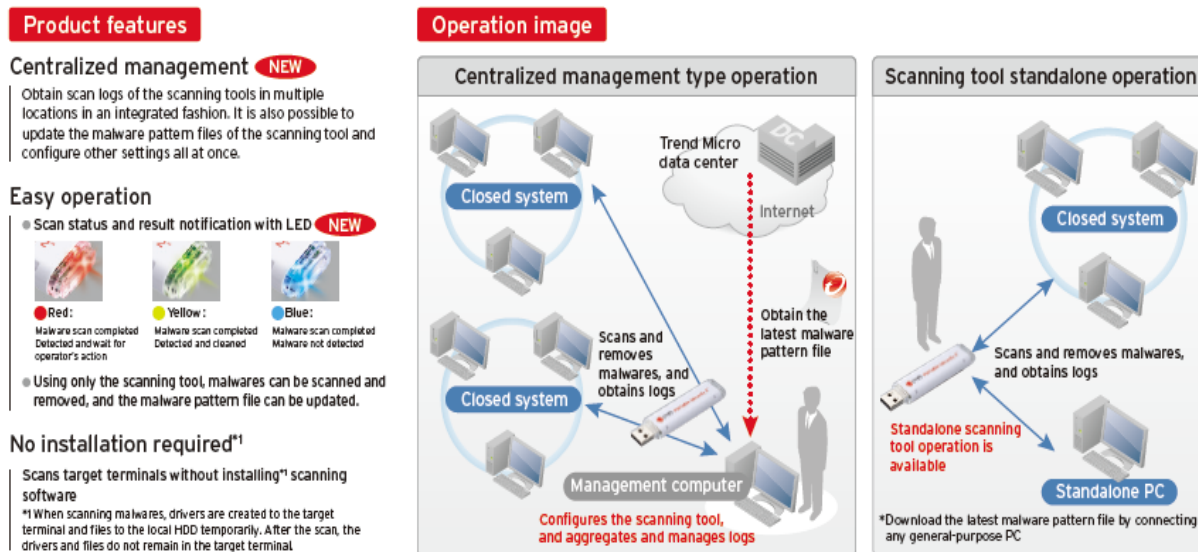 Product features
Centralized management NEW
Obtain scan logs of the scanning tools in multiple
locations in an integrated fashion. It is also possible to
update the malware pattern files of the scanning tool and
configure other settings all at once.
Easy operation
Scan status and result notification with LED NEW
Red:
Malware scan completed
Detected and wait for
operator's action
Yellow:
Malware scan completed
Detected and cleaned
Blue:
Malware scan completed
Malware not detected
Using only the scanning tool, malwares can be scanned and
removed, and the malware pattern file can be updated.
No installation required*1
Scans target terminals without installing*1 scanning
software
*1 When scanning malwares, drivers are created to the target
terminal and files to the local HDD temporarily. After the scan, the
drivers and files do not remain in the target terminal.
Operation image
Centralized management type operation
Trend Micro
data center
DC
Internet
Closed system
Obtain the
latest malware
pattern file
Scans and
removes
malwares, and
obtains logs
Closed system
Management computer
Configures the scanning tool,
and aggregates and manages logs
Scanning tool standalone operation
Closed system
Scans and removes malwares,
and obtains logs
Standalone scanning
tool operation is
available
Standalone PC
*Download the latest malware pattern file by connecting
any general-purpose PC